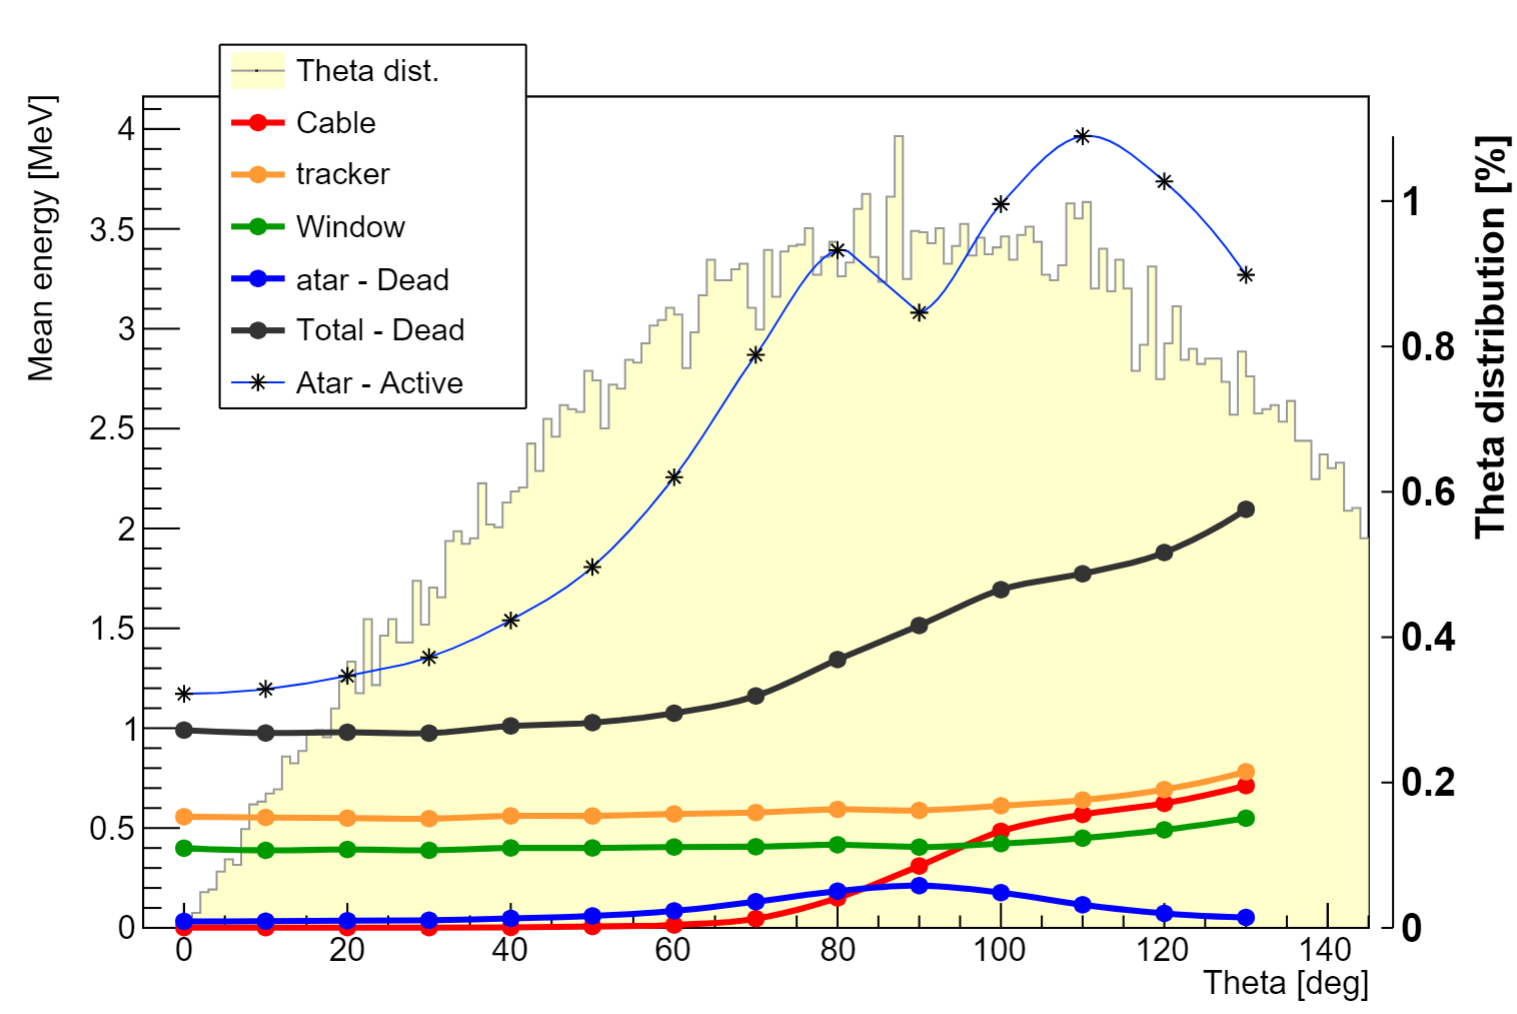 Theta dist.
Cable
tracker
Window
atar - Dead
Total - Dead
Atar - Active
Mean energy [MeV]
4
3.5
3
2.5
2
1.5
1
0.5
0
0 20 40 60 80 100 120 140
Theta [deg]
1
0.8
0.6
0.4
0.2
0
Theta distribution [%]